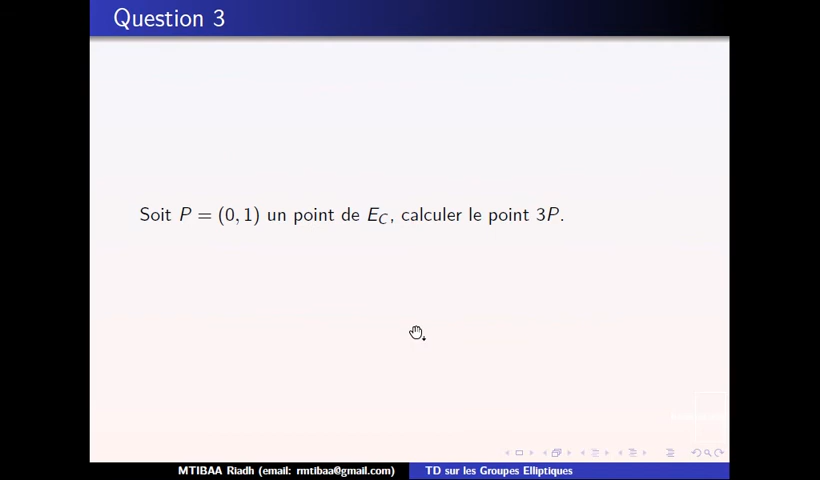 Question 3
Soit P = (0, 1) un point de E_C, calculer le point 3P.
MTIBAA Riadh (email: rmtibaa@gmail.com) TD sur les Groupes Elliptiques